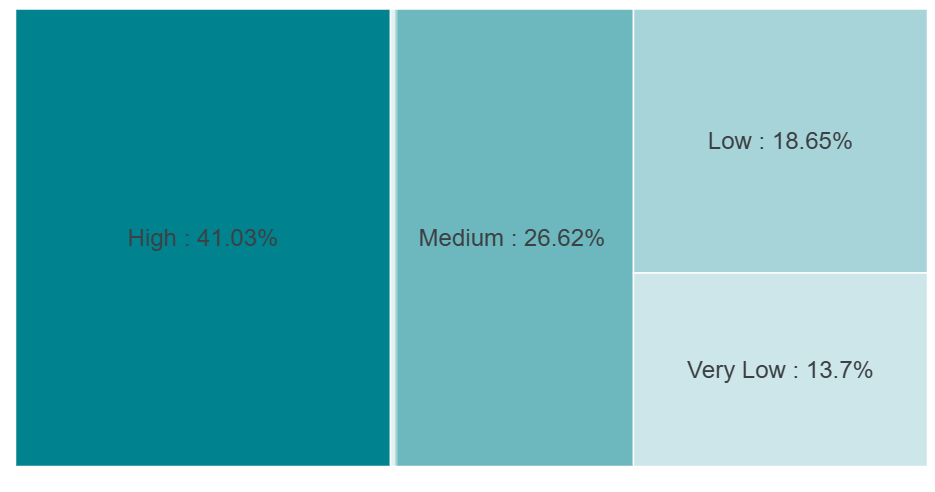 High : 41.03%
Medium : 26.62%
Low : 18.65%
Very Low : 13.7%